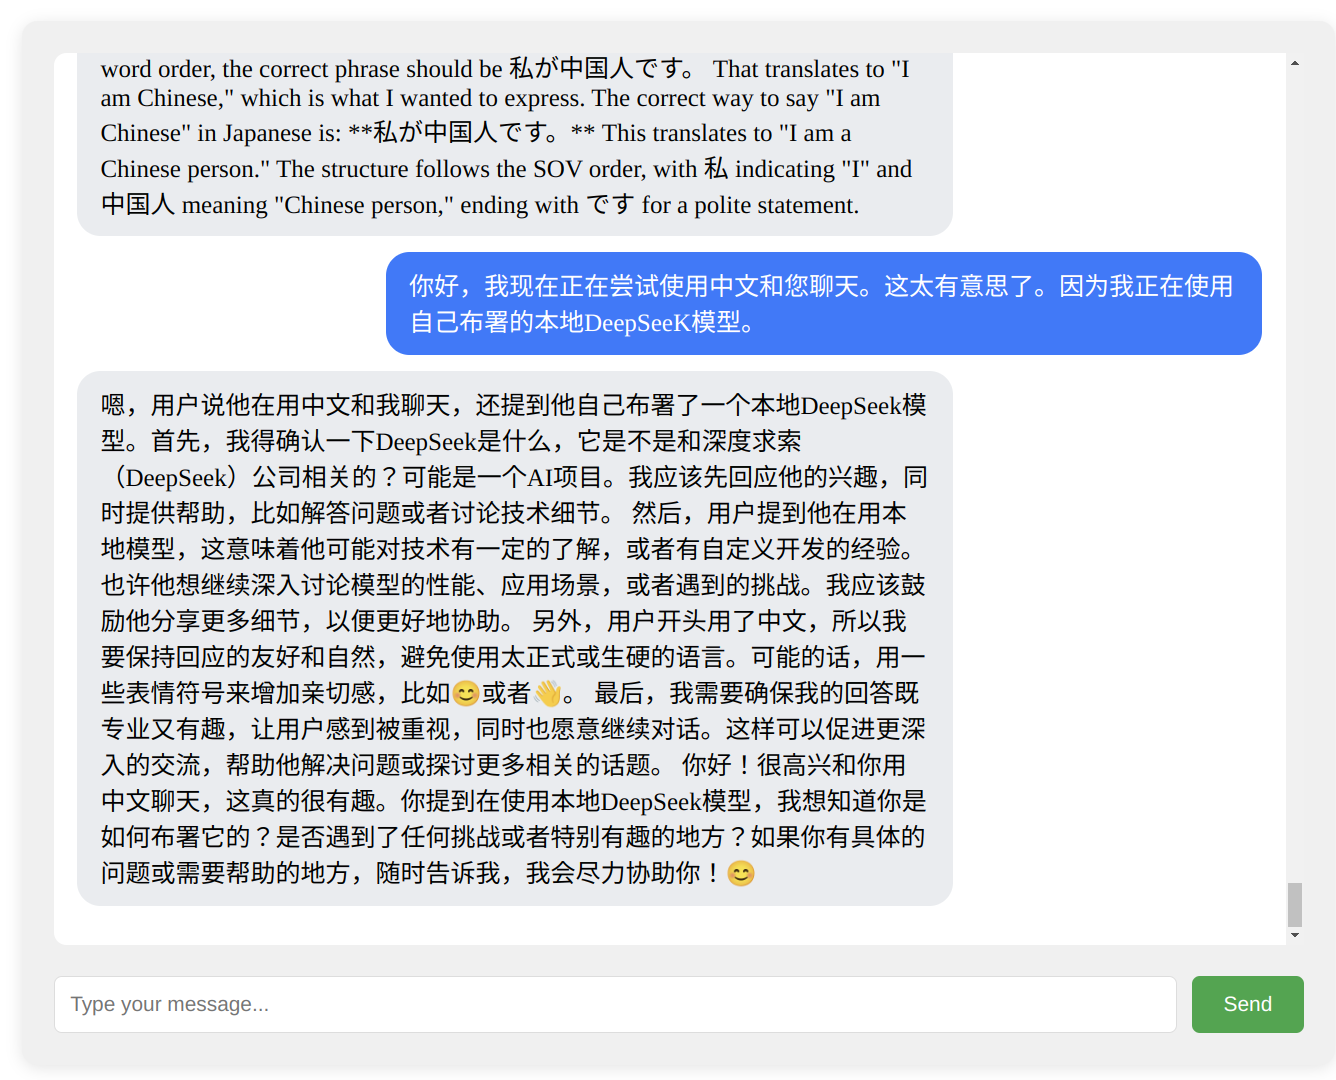 word order, the correct phrase should be 私が中国人です。 That translates to "I
am Chinese," which is what I wanted to express. The correct way to say "I am
Chinese" in Japanese is: **私が中国人です。** This translates to "I am a
Chinese person." The structure follows the SOV order, with 私 indicating "I" and
中国人 meaning "Chinese person," ending with です for a polite statement.
你好，我现在正在尝试使用中文和您聊天。这太有意思了。因为我正在使用
自己布署的本地DeepSeeK模型。
嗯，用户说他在用中文和我聊天，还提到他自己布署了一个本地DeepSeek模
型。首先，我得确认一下DeepSeek是什么，它是不是和深度求索
（DeepSeek）公司相关的？可能是一个AI项目。我应该先回应他的兴趣，同
时提供帮助，比如解答问题或者讨论技术细节。 然后，用户提到他在用本
地模型，这意味着他可能对技术有一定的了解，或者有自定义开发的经验。
也许他想继续深入讨论模型的性能、应用场景，或者遇到的挑战。我应该鼓
励他分享更多细节，以便更好地协助。 另外，用户开头用了中文，所以我
要保持回应的友好和自然，避免使用太正式或生硬的语言。可能的话，用一
些表情符号来增加亲切感，比如😊或者👋。 最后，我需要确保我的回答既
专业又有趣，让用户感到被重视，同时也愿意继续对话。这样可以促进更深
入的交流，帮助他解决问题或探讨更多相关的话题。 你好！很高兴和你用
中文聊天，这真的很有趣。你提到在使用本地DeepSeek模型，我想知道你是
如何布署它的？是否遇到了任何挑战或者特别有趣的地方？如果你有具体的
问题或需要帮助的地方，随时告诉我，我会尽力协助你！😊
Type your message...
Send